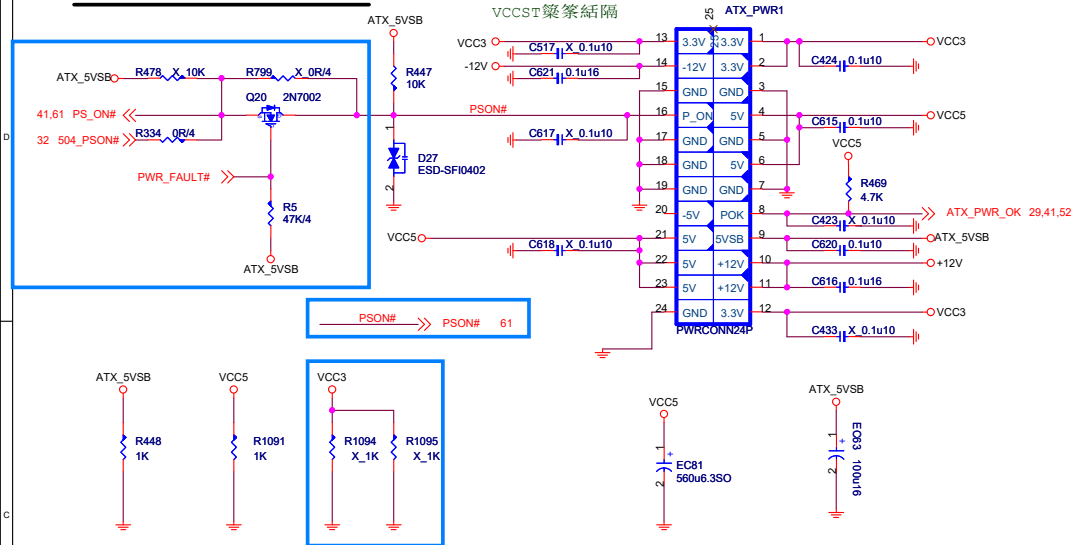 VCCST簗筿結隔
ATX_5VSB
25
ATX_PWR1
ATX_5VSB
R478 X_10K
R799 X_0R/4
R447
10K
Q20 2N7002
41,61 PS_ON#
R334 0R/4
32 504_PSON#
PWR_FAULT#
R5
47K/4
ATX_5VSB
1
2
D27
ESD-SFI0402
PSON#
VCC3
-12V
C517 X_0.1u10
C621 0.1u16
C617 X_0.1u10
VCC5
C618 X_0.1u10
13 3.3V 3.3V 1
14 -12V 3.3V 2
15 GND GND 3
16 P_ON 5V 4
17 GND GND 5
18 GND 5V 6
19 GND GND 7
20 -5V POK 8
21 5V 5VSB 9
22 5V +12V 10
23 5V +12V 11
24 GND 3.3V 12
PWRCONN24P
VCC3
C424 0.1u10
VCC5
C615 0.1u10
VCC5
R469
4.7K
ATX_PWR_OK 29,41,52
C423 X_0.1u10
ATX_5VSB
C620 0.1u10
+12V
C616 0.1u16
VCC3
C433 X_0.1u10
PSON# PSON# 61
ATX_5VSB
R448
1K
VCC5
R1091
1K
VCC3
R1094
X_1K
R1095
X_1K
VCC5
1
+
2
EC81
560u6.3SO
ATX_5VSB
1
+
2
EC63 100u16
D
C